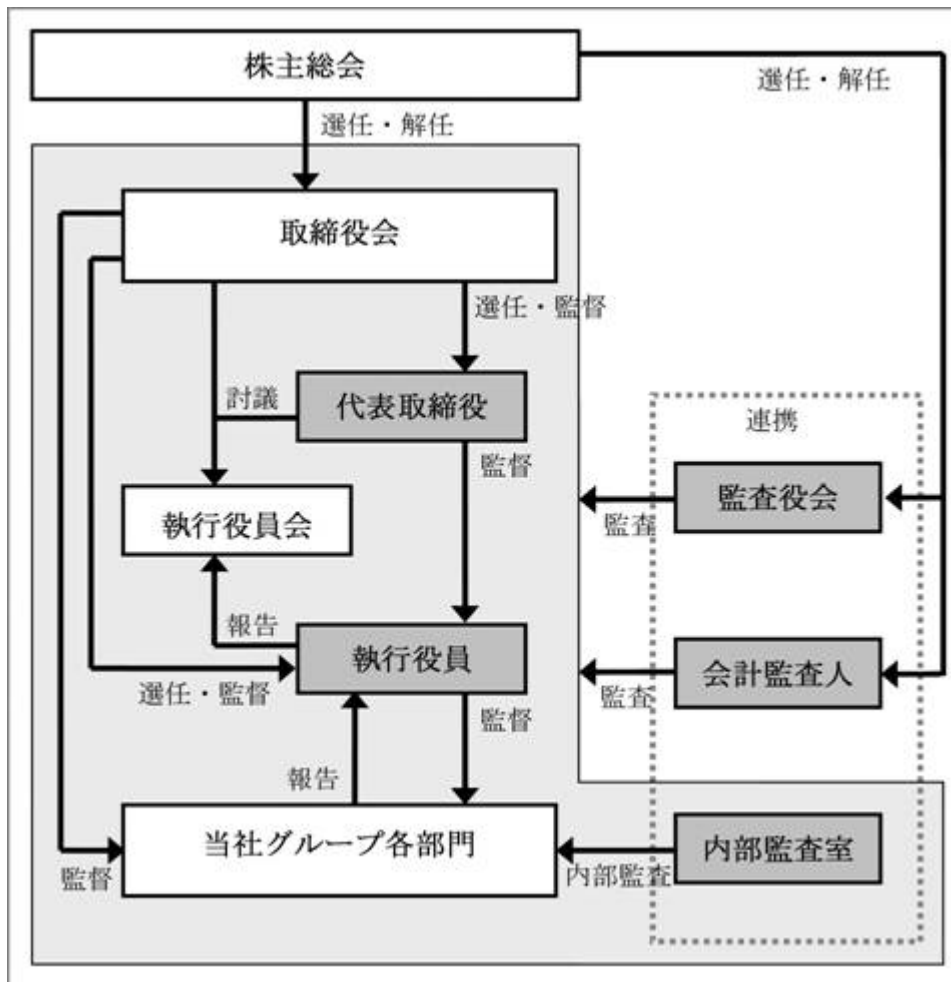 株主総会
選任・解任
選任・解任
取締役会
選任・監督
討議
代表取締役
連携
監督
監査役会
執行役員会
監査
報告
執行役員
会計監査人
選任・監督
監督
監査
報告
当社グループ各部門
内部監査室
監督
内部監査